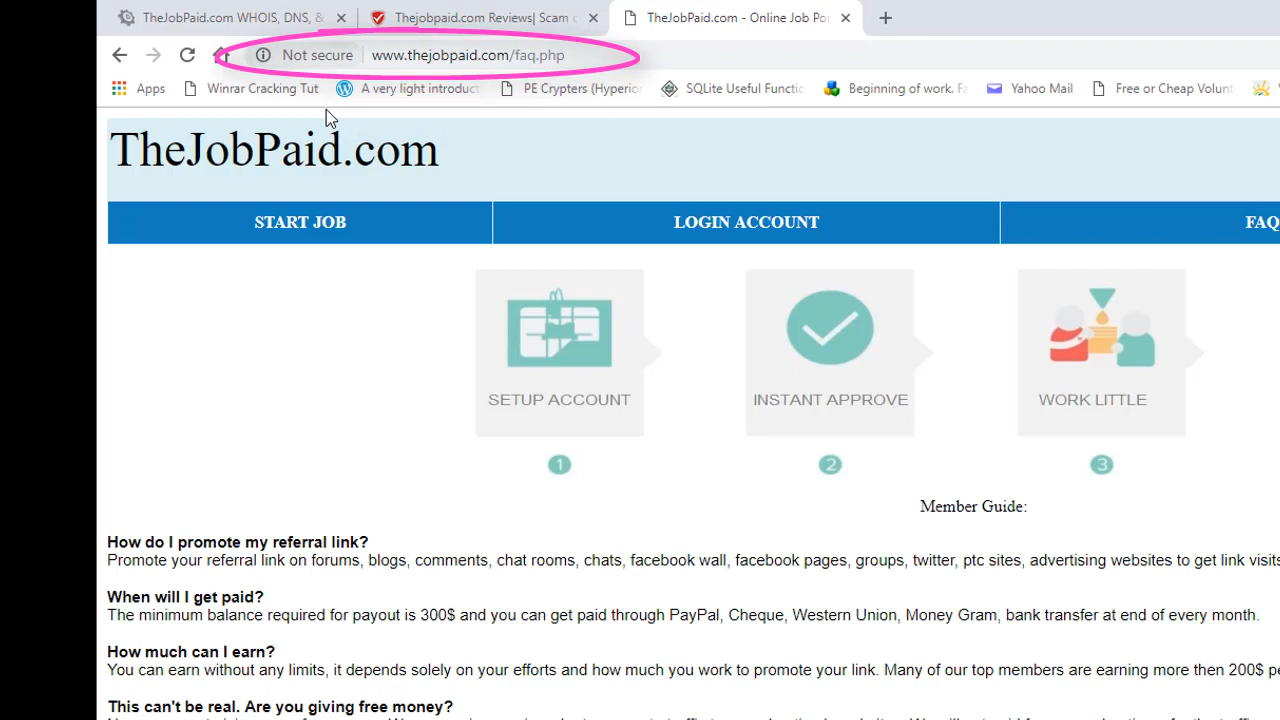 TheJobPaid.com WHOIS, DNS, &
Thejobpaid.com Reviews| Scam
TheJobPaid.com - Online Job
Not secure
www.thejobpaid.com/faq.php
Apps
Winrar Cracking Tut
A very light introduct
PE Crypters (Hyperior
SQLite Useful Functi
Beginning of work.
Yahoo Mail
Free or Cheap
TheJobPaid.com
START JOB
LOGIN ACCOUNT
FAQ
SETUP ACCOUNT
INSTANT APPROVE
WORK LITTLE
1
2
3
Member Guide:
How do I promote my referral link?
Promote your referral link on forums, blogs, comments, chat rooms, chats, facebook wall, facebook pages, groups, twitter, ptc sites, advertising websites to get link visits
When will I get paid?
The minimum balance required for payout is 300$ and you can get paid through PayPal, Cheque, Western Union, Money Gram, bank transfer at end of every month.
How much can I earn?
You can earn without any limits, it depends solely on your efforts and how much you work to promote your link. Many of our top members are earning more then 200$
This can't be real. Are you giving free money?